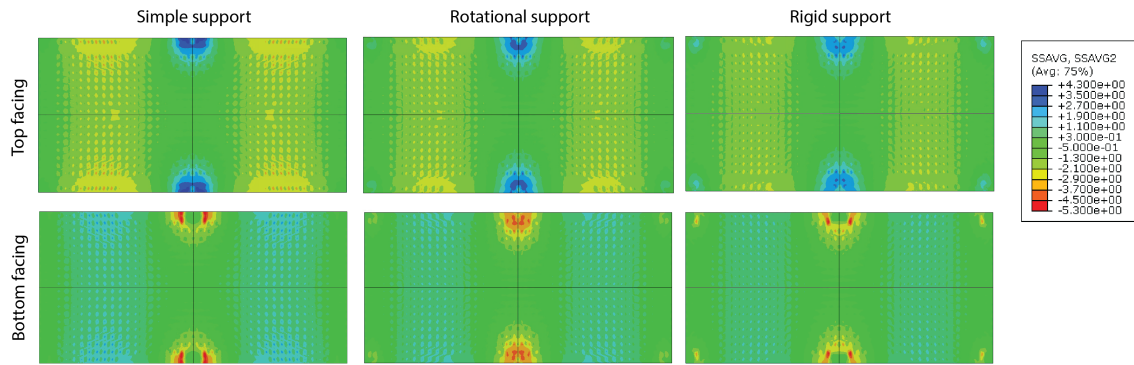 Simple support
Rotational support
Rigid support
Top facing
Bottom facing
SSAVG, SSAVG2
(Avg: 75%)
+4.300e+00
+3.500e+00
+2.700e+00
+1.900e+00
+1.100e+00
+3.000e-01
-5.000e-01
-1.300e+00
-2.100e+00
-2.900e+00
-3.700e+00
-4.500e+00
-5.300e+00